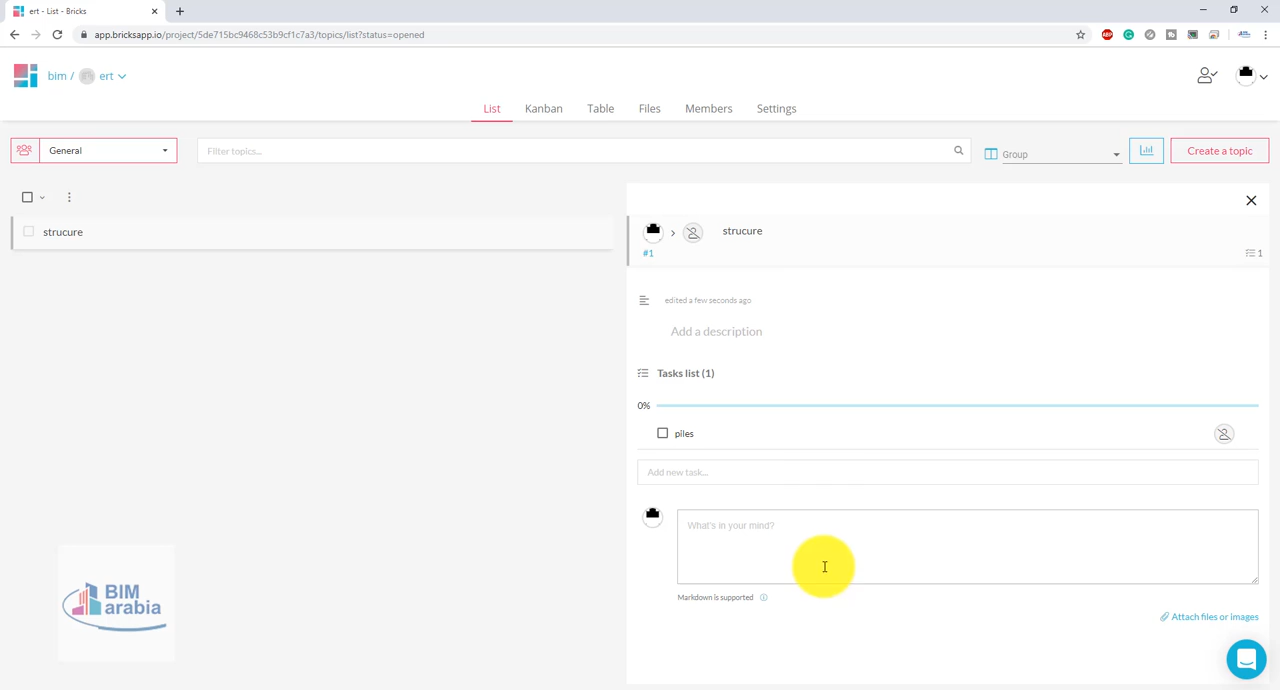 ert - List - Bricks
app.bricksapp.io/project/5de715bc9468c53b9cf1c7a3/topics/list?status=opened
ABP
bim / ert
List Kanban Table Files Members Settings
General
Filter topics...
Group
Create a topic
strucure
strucure
#1
1
edited a few seconds ago
Add a description
Tasks list (1)
0%
piles
Add new task...
What's in your mind?
Markdown is supported
Attach files or images
BIM
arabia